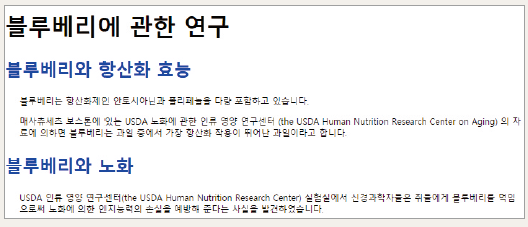 블루베리에 관한 연구
블루베리와 항산화 효능
블루베리는 항산화제인 안토시아닌과 폴리페놀을 다량 포함하고 있습니다.
매사츄세츠 보스톤에 있는 USDA 노화에 관한 인류 영양 연구센터 (the USDA Human Nutrition Research Center on Aging) 의 자
료에 의하면 블루베리는 과일 중에서 가장 항산화 작용이 뛰어난 과일이라고 합니다.
블루베리와 노화
USDA 인류 영양 연구센터(the USDA Human Nutrition Research Center) 실험실에서 신경과학자들은 쥐들에게 블루베리를 먹임
으로써 노화에 의한 인지능력의 손실을 예방해 준다는 사실을 발견하였습니다.